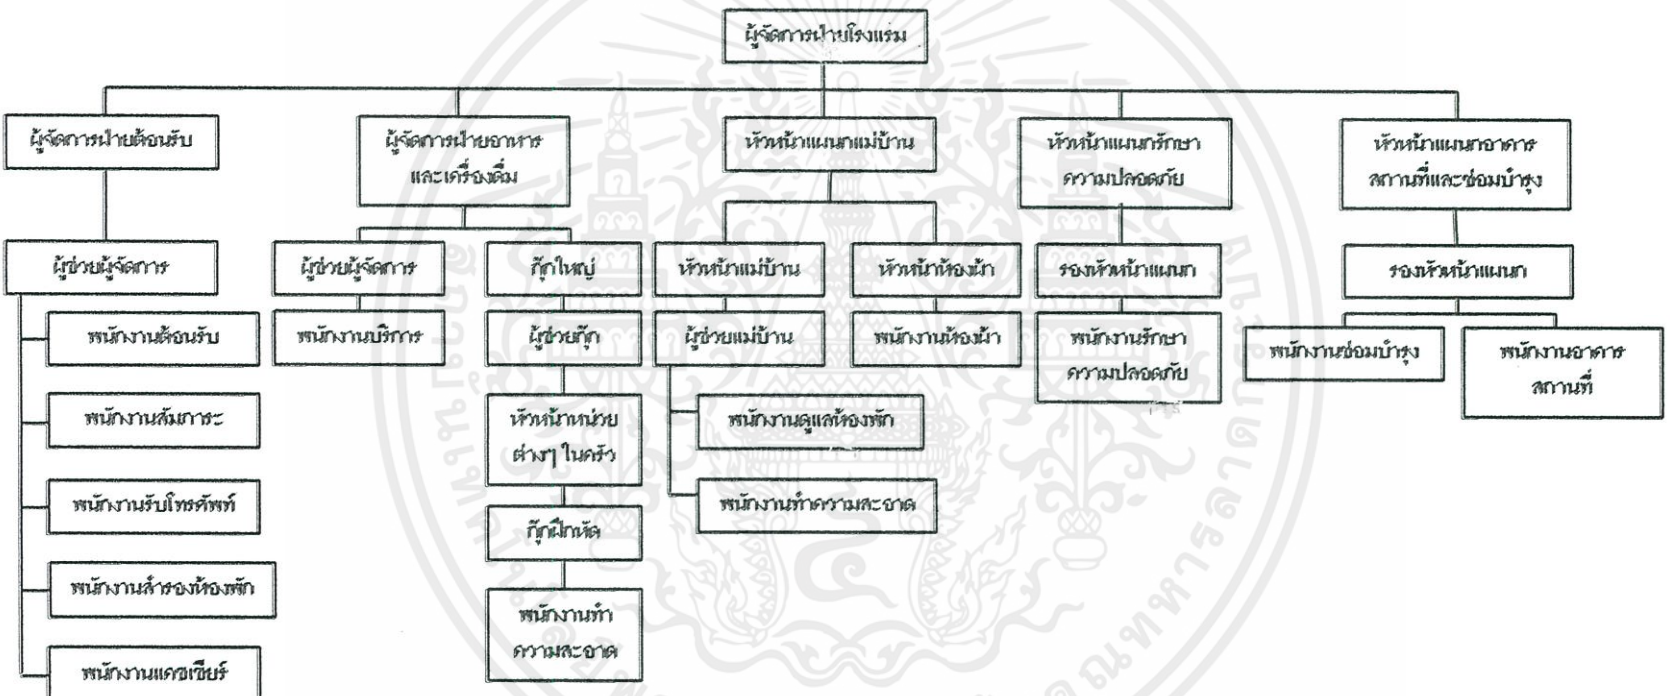 ผู้จัดการฝ่ายโรงแรม
ผู้จัดการฝ่ายต้อนรับ
ผู้จัดการฝ่ายอาหาร
และเครื่องดื่ม
หัวหน้าแผนกแม่บ้าน
หัวหน้าแผนกรักษา
ความปลอดภัย
หัวหน้าแผนกอาคาร
สถานที่และซ่อมบำรุง
ผู้ช่วยผู้จัดการ
ผู้ช่วยผู้จัดการ
กุ๊กใหญ่
หัวหน้าแม่บ้าน
หัวหน้าห้องผ้า
รองหัวหน้าแผนก
รองหัวหน้าแผนก
พนักงานต้อนรับ
พนักงานบริการ
ผู้ช่วยกุ๊ก
ผู้ช่วยแม่บ้าน
พนักงานห้องผ้า
พนักงานรักษา
ความปลอดภัย
พนักงานซ่อมบำรุง
พนักงานอาคาร
สถานที่
พนักงานสัมภาระ
หัวหน้าหน่วย
ต่างๆ ในครัว
พนักงานดูแลห้องพัก
พนักงานรับโทรศัพท์
กุ๊กฝึกหัด
พนักงานทำความสะอาด
พนักงานสำรองห้องพัก
พนักงานทำ
ความสะอาด
พนักงานแคชเชียร์